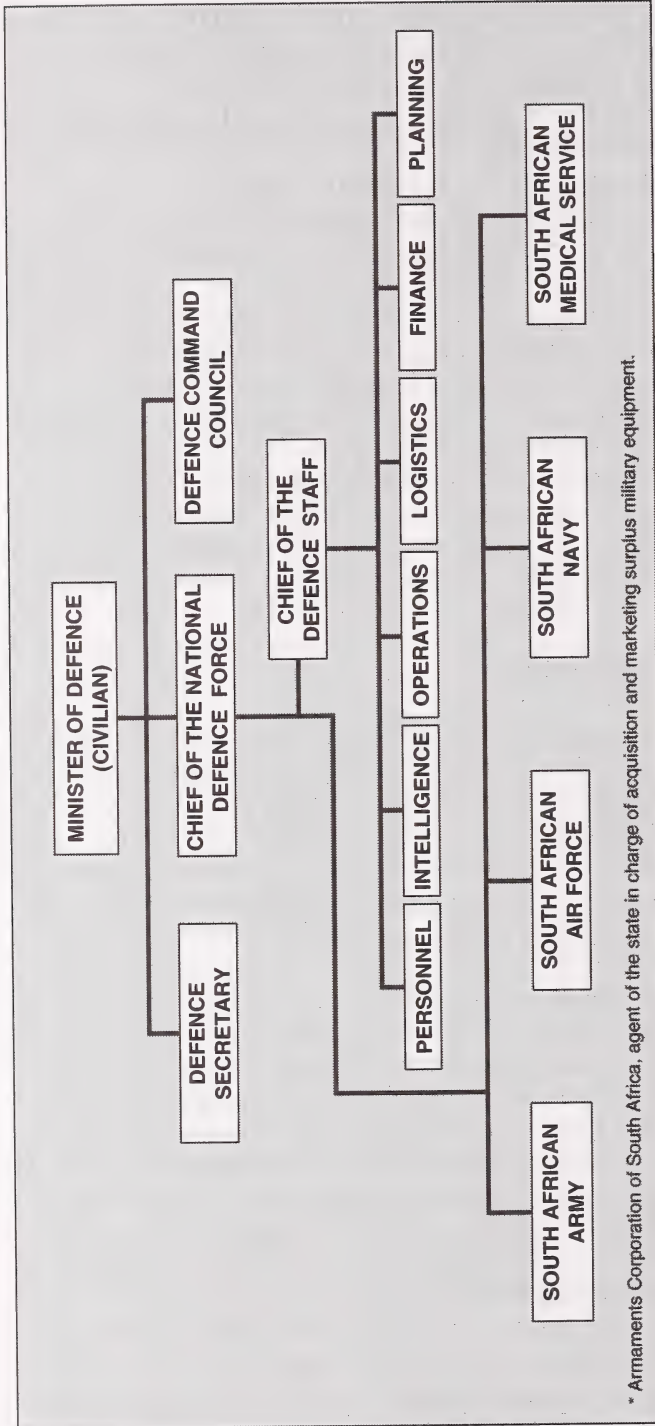 MINISTER OF DEFENCE
(CIVILIAN)
DEFENCE
SECRETARY
CHIEF OF THE NATIONAL
DEFENCE FORCE
DEFENCE COMMAND
COUNCIL
CHIEF OF THE
DEFENCE STAFF
PERSONNEL
INTELLIGENCE
OPERATIONS
LOGISTICS
FINANCE
PLANNING
SOUTH AFRICAN
ARMY
SOUTH AFRICAN
AIR FORCE
SOUTH AFRICAN
NAVY
SOUTH AFRICAN
MEDICAL SERVICE
* Armaments Corporation of South Africa, agent of the state in charge of acquisition and marketing surplus military equipment.